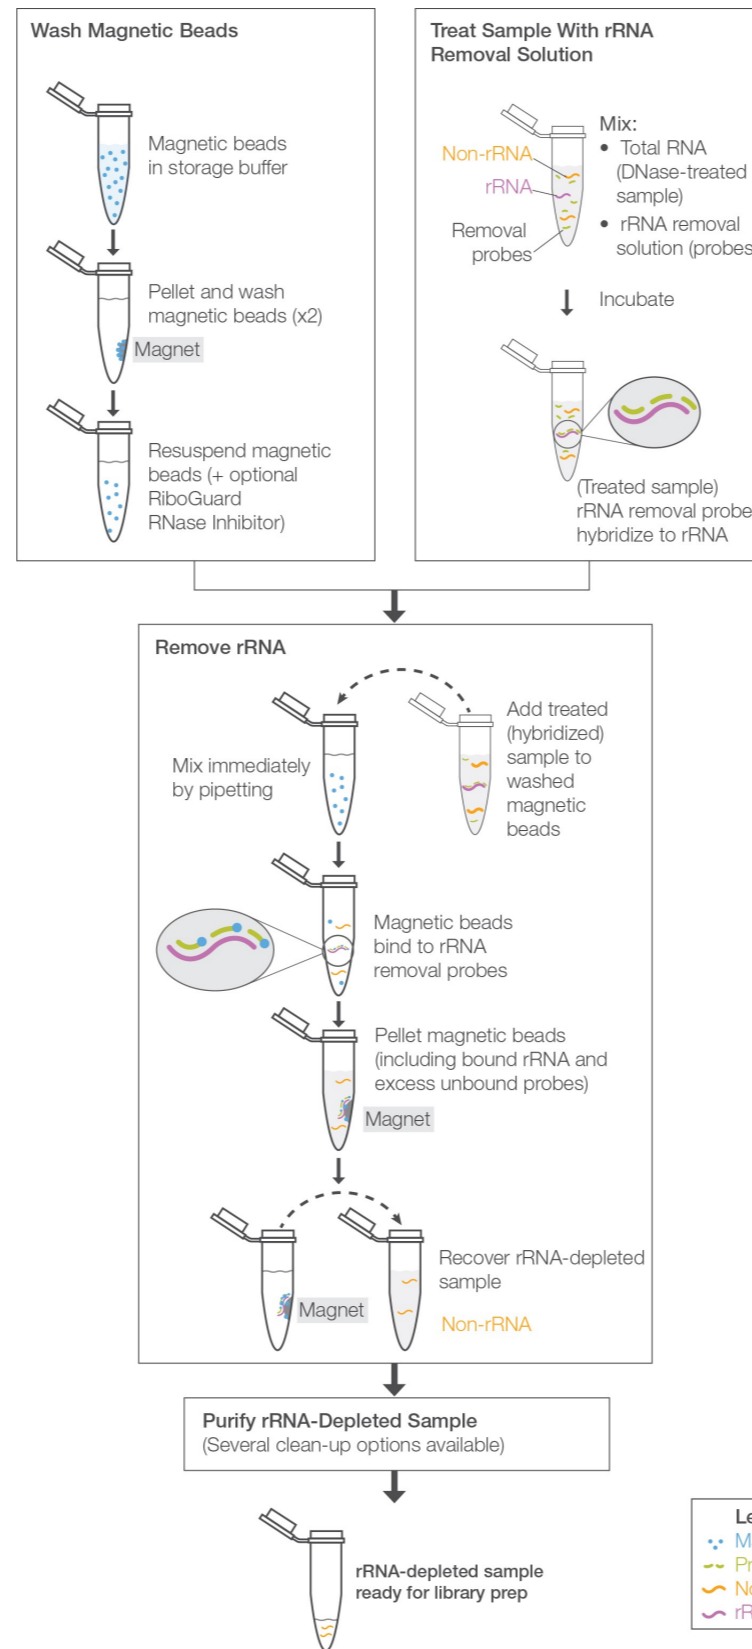 Wash Magnetic Beads
Magnetic beads
in storage buffer
Pellet and wash
magnetic beads (x2)
Magnet
Resuspend magnetic
beads (+ optional
RiboGuard
RNase Inhibitor)
Treat Sample With rRNA
Removal Solution
Non-rRNA
rRNA
Removal
probes
Mix:
• Total RNA
(DNase-treated
sample)
• rRNA removal
solution (probes
Incubate
(Treated sample)
rRNA removal probe
hybridize to rRNA
Remove rRNA
Mix immediately
by pipetting
Add treated
(hybridized)
sample to
washed
magnetic
beads
Magnetic beads
bind to rRNA
removal probes
Pellet magnetic beads
(including bound rRNA and
excess unbound probes)
Magnet
Magnet
Recover rRNA-depleted
sample
Non-rRNA
Purify rRNA-Depleted Sample
(Several clean-up options available)
rRNA-depleted sample
ready for library prep
Le
M
Pr
No
rR